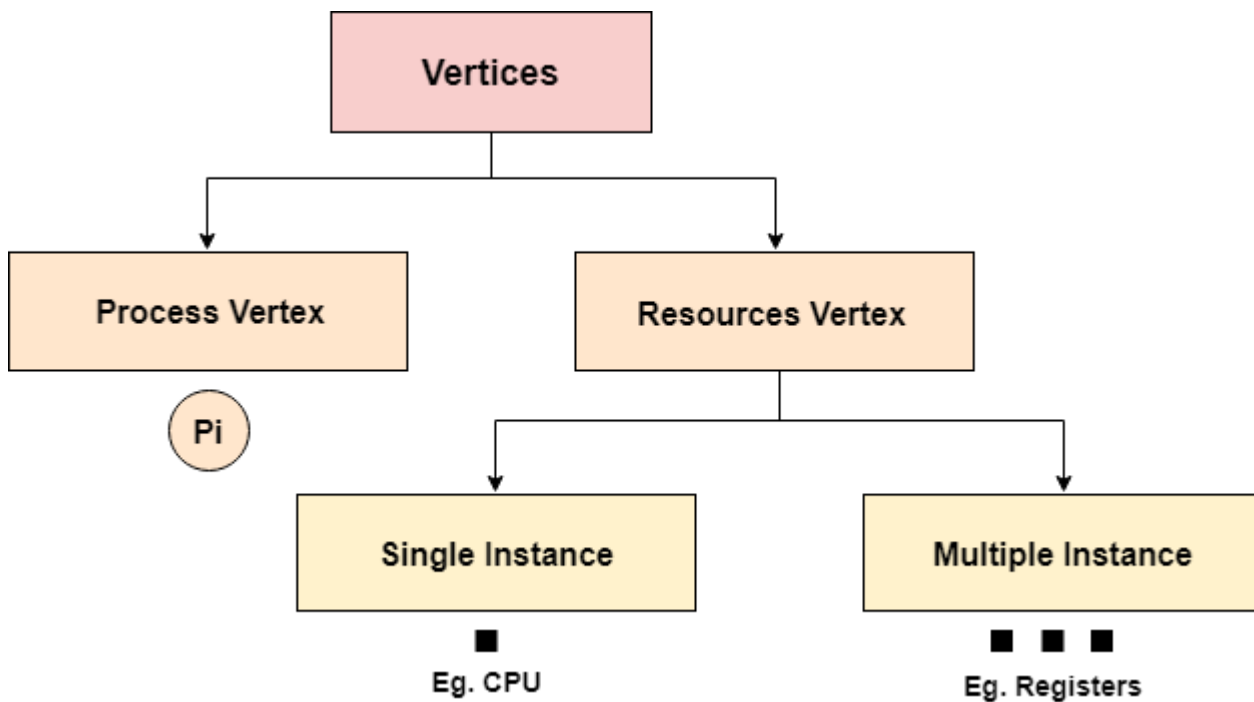 Vertices
Process Vertex
Resources Vertex
Pi
Single Instance
Multiple Instance
Eg. CPU
Eg. Registers